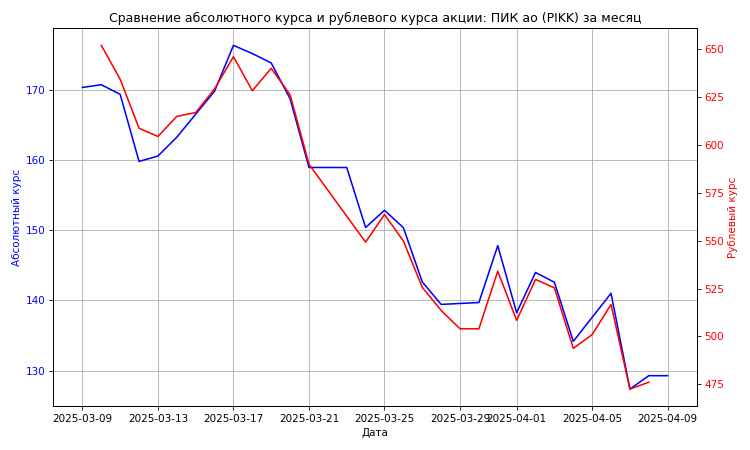 Сравнение абсолютного курса и рублевого курса акции: ПИК ао (PIKK) за месяц
Абсолютный курс
170
160
150
140
130
650
625
600
575
550
525
500
475
Рублевый курс
2025-03-09 2025-03-13 2025-03-17 2025-03-21 2025-03-25 2025-03-29 2025-04-01 2025-04-05 2025-04-09
Дата